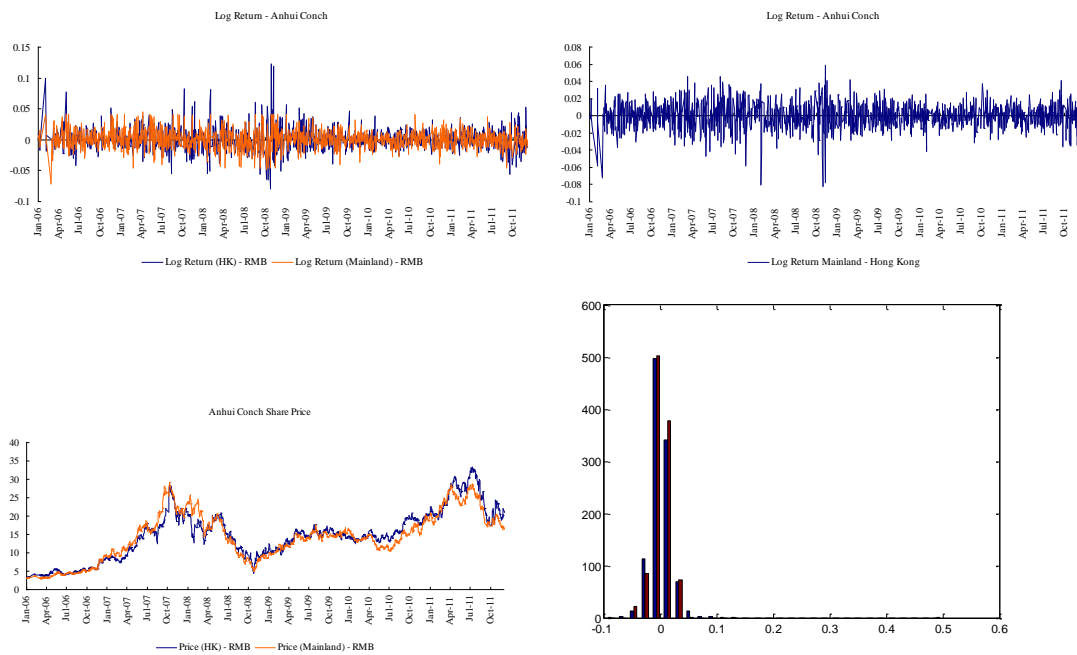 Log Return - Anhui Conch
0.15
0.1
0.05
0
-0.05
-0.1
Jan-06
Apr-06
Jul-06
Oct-06
Jan-07
Apr-07
Jul-07
Oct-07
Jan-08
Apr-08
Jul-08
Oct-08
Jan-09
Apr-09
Jul-09
Oct-09
Jan-10
Apr-10
Jul-10
Oct-10
Jan-11
Apr-11
Jul-11
Oct-11
Log Return (HK) - RMB
Log Return (Mainland) - RMB
Log Return - Anhui Conch
0.08
0.06
0.04
0.02
0
-0.02
-0.04
-0.06
-0.08
-0.1
Jan-06
Apr-06
Jul-06
Oct-06
Jan-07
Apr-07
Jul-07
Oct-07
Jan-08
Apr-08
Jul-08
Oct-08
Jan-09
Apr-09
Jul-09
Oct-09
Jan-10
Apr-10
Jul-10
Oct-10
Jan-11
Apr-11
Jul-11
Oct-11
Log Return Mainland - Hong Kong
Anhui Conch Share Price
40
35
30
25
20
15
10
5
0
Jan-06
Apr-06
Jul-06
Oct-06
Jan-07
Apr-07
Jul-07
Oct-07
Jan-08
Apr-08
Jul-08
Oct-08
Jan-09
Apr-09
Jul-09
Oct-09
Jan-10
Apr-10
Jul-10
Oct-10
Jan-11
Apr-11
Jul-11
Oct-11
Price (HK) - RMB
Price (Mainland) - RMB
600
500
400
300
200
100
0
-0.1
0
0.1
0.2
0.3
0.4
0.5
0.6